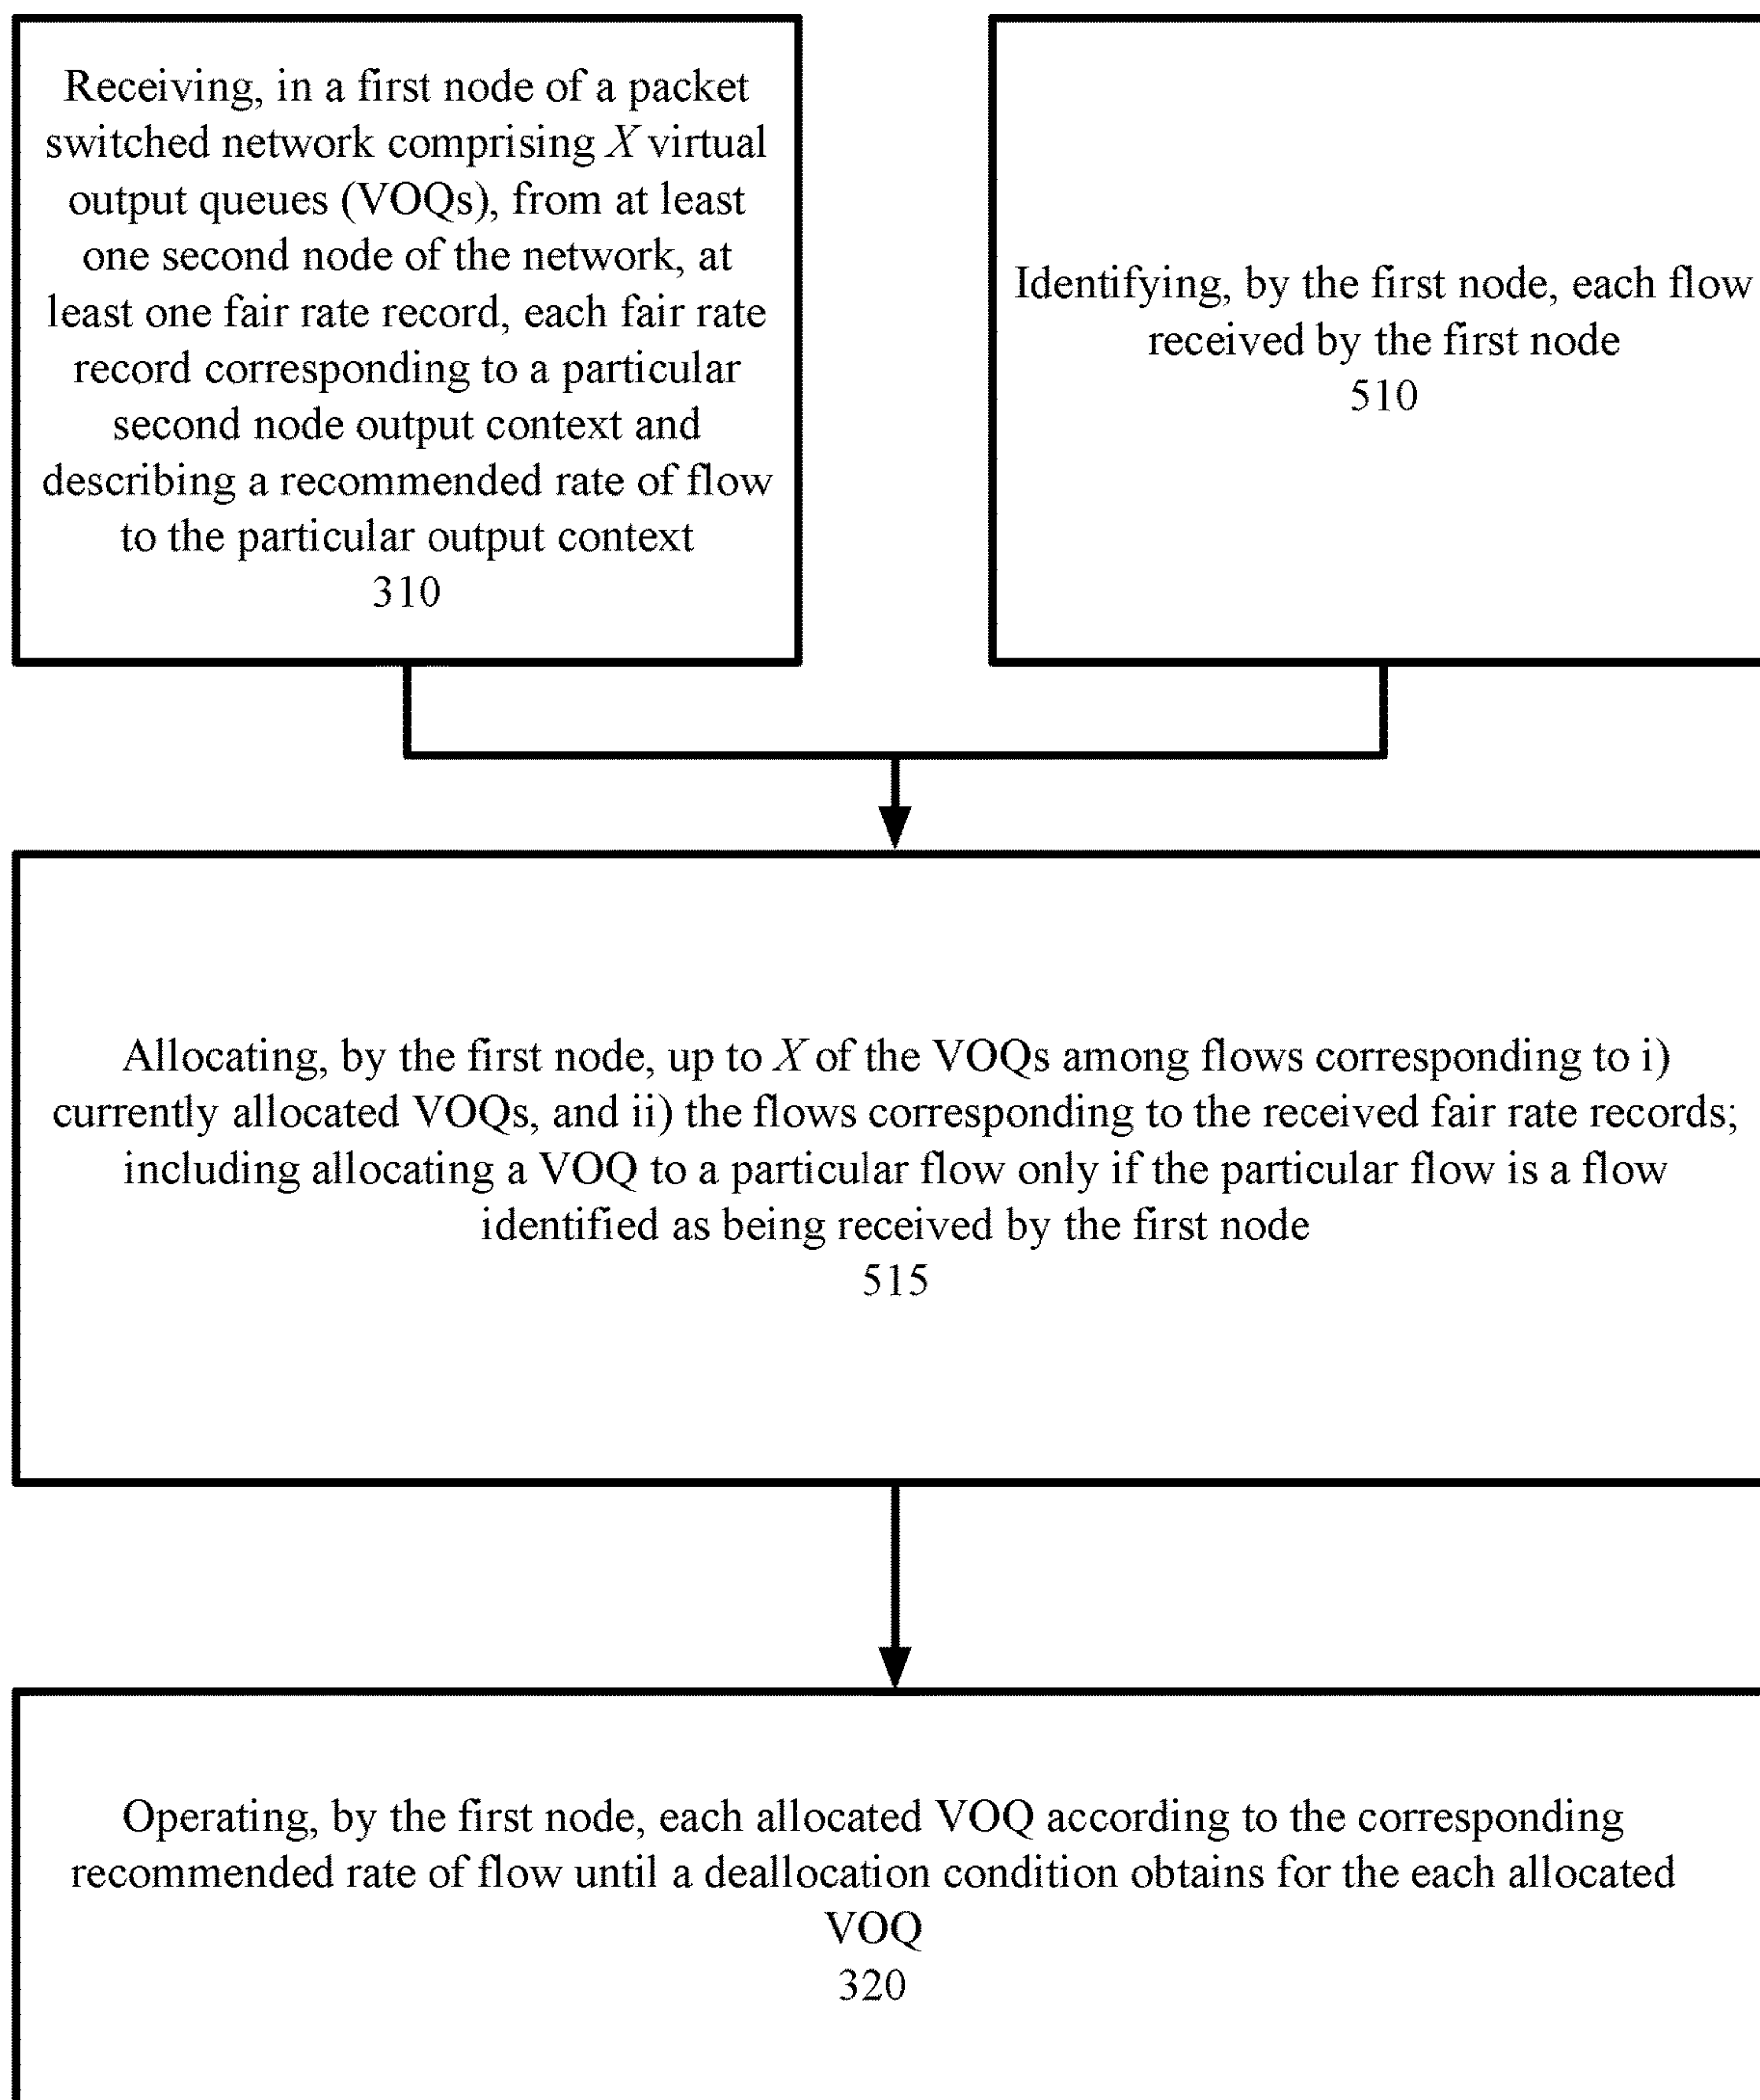 Receiving, in a first node of a packet
switched network comprising X virtual
output queues (VOQs), from at least
one second node of the network, at
least one fair rate record, each fair rate
record corresponding to a particular
second node output context and
describing a recommended rate of flow
to the particular output context
310
Identifying, by the first node, each flow
received by the first node
510
Allocating, by the first node, up to X of the VOQs among flows corresponding to i)
currently allocated VOQs, and ii) the flows corresponding to the received fair rate records;
including allocating a VOQ to a particular flow only if the particular flow is a flow
identified as being received by the first node
515
Operating, by the first node, each allocated VOQ according to the corresponding
recommended rate of flow until a deallocation condition obtains for the each allocated
VOQ
320